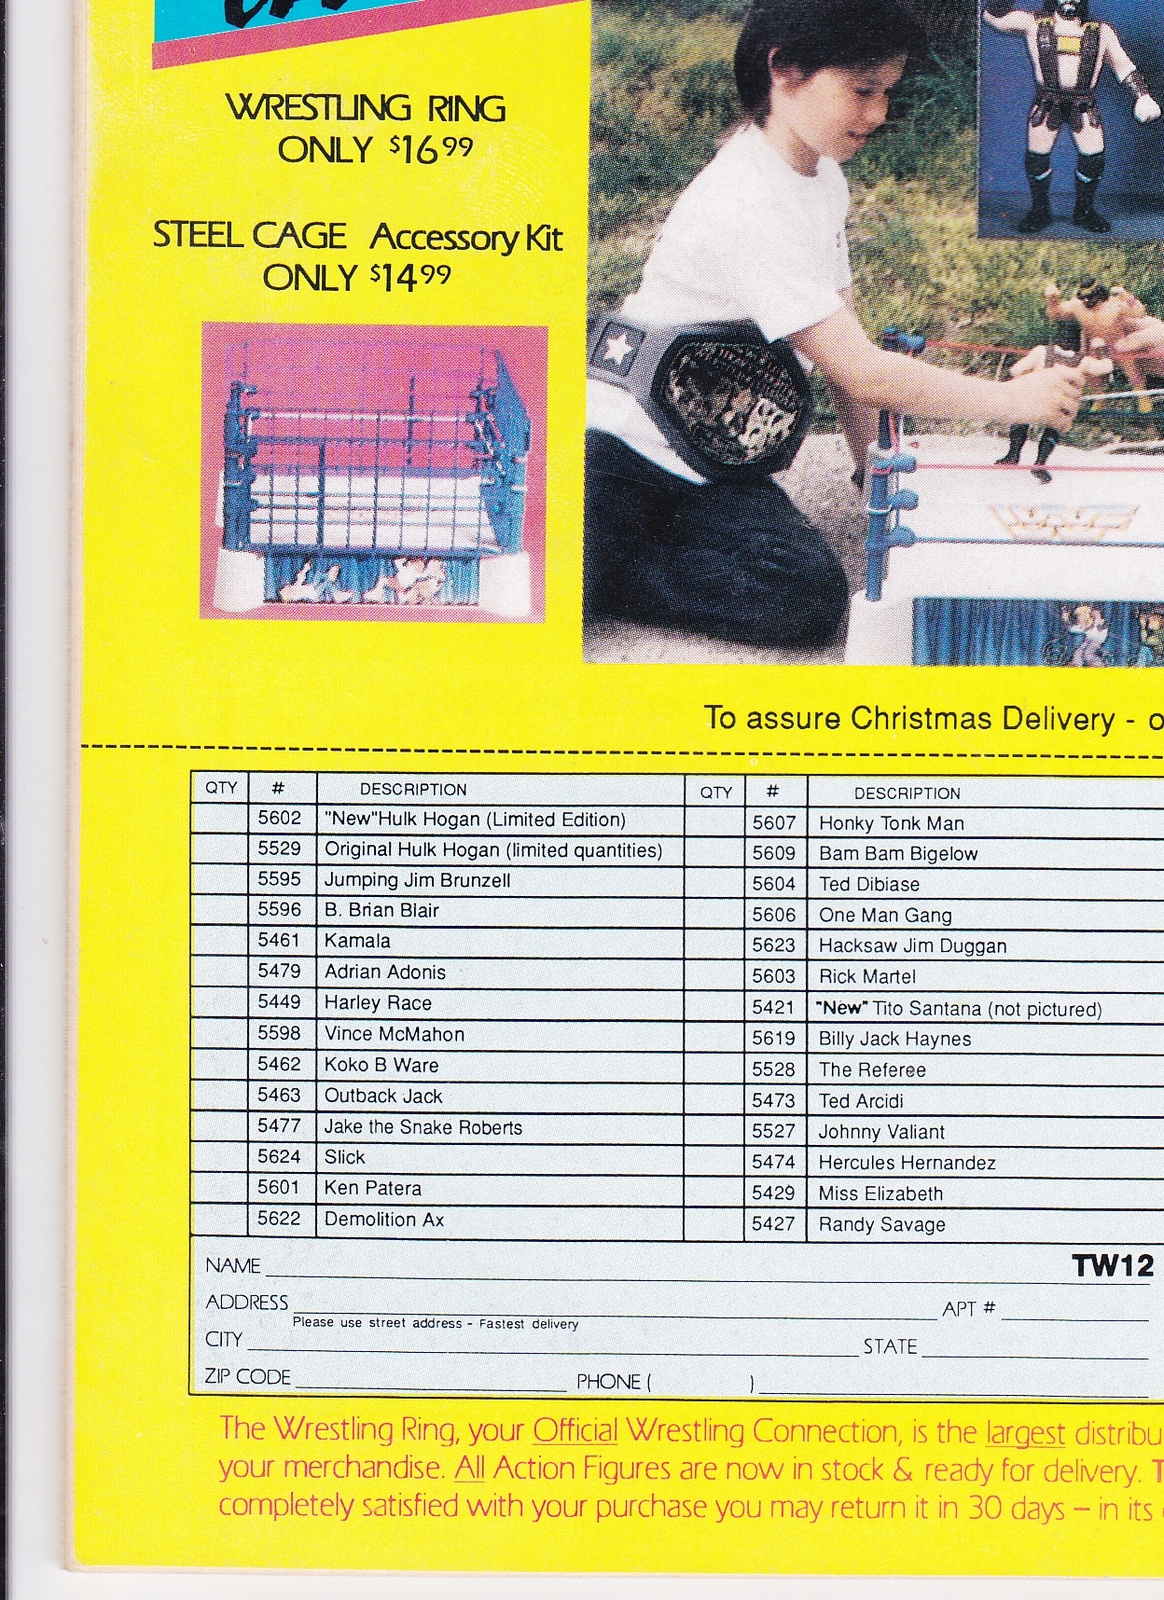 WRESTLING RING
ONLY $16 99
STEEL CAGE Accessory Kit
ONLY $14 99
To assure Christmas Delivery -
QTY # DESCRIPTION QTY # DESCRIPTION
5602 "New"Hulk Hogan (Limited Edition) 5607 Honky Tonk Man
5529 Original Hulk Hogan (limited quantities) 5609 Bam Bam Bigelow
5595 Jumping Jim Brunzell 5604 Ted Dibiase
5596 B. Brian Blair 5606 One Man Gang
5461 Kamala 5623 Hacksaw Jim Duggan
5479 Adrian Adonis 5603 Rick Martel
5449 Harley Race 5421 "New" Tito Santana (not pictured)
5598 Vince McMahon 5619 Billy Jack Haynes
5462 Koko B Ware 5528 The Referee
5463 Outback Jack 5473 Ted Arcidi
5477 Jake the Snake Roberts 5527 Johnny Valiant
5624 Slick 5474 Hercules Hernandez
5601 Ken Patera 5429 Miss Elizabeth
5622 Demolition Ax 5427 Randy Savage
NAME TW12
ADDRESS APT #
Please use street address - Fastest delivery
CITY STATE
ZIP CODE PHONE ( )
The Wrestling Ring, your Official Wrestling Connection, is the largest distribu
your merchandise. All Action Figures are now in stock & ready for delivery.
completely satisfied with your purchase you may return it in 30 days – in its